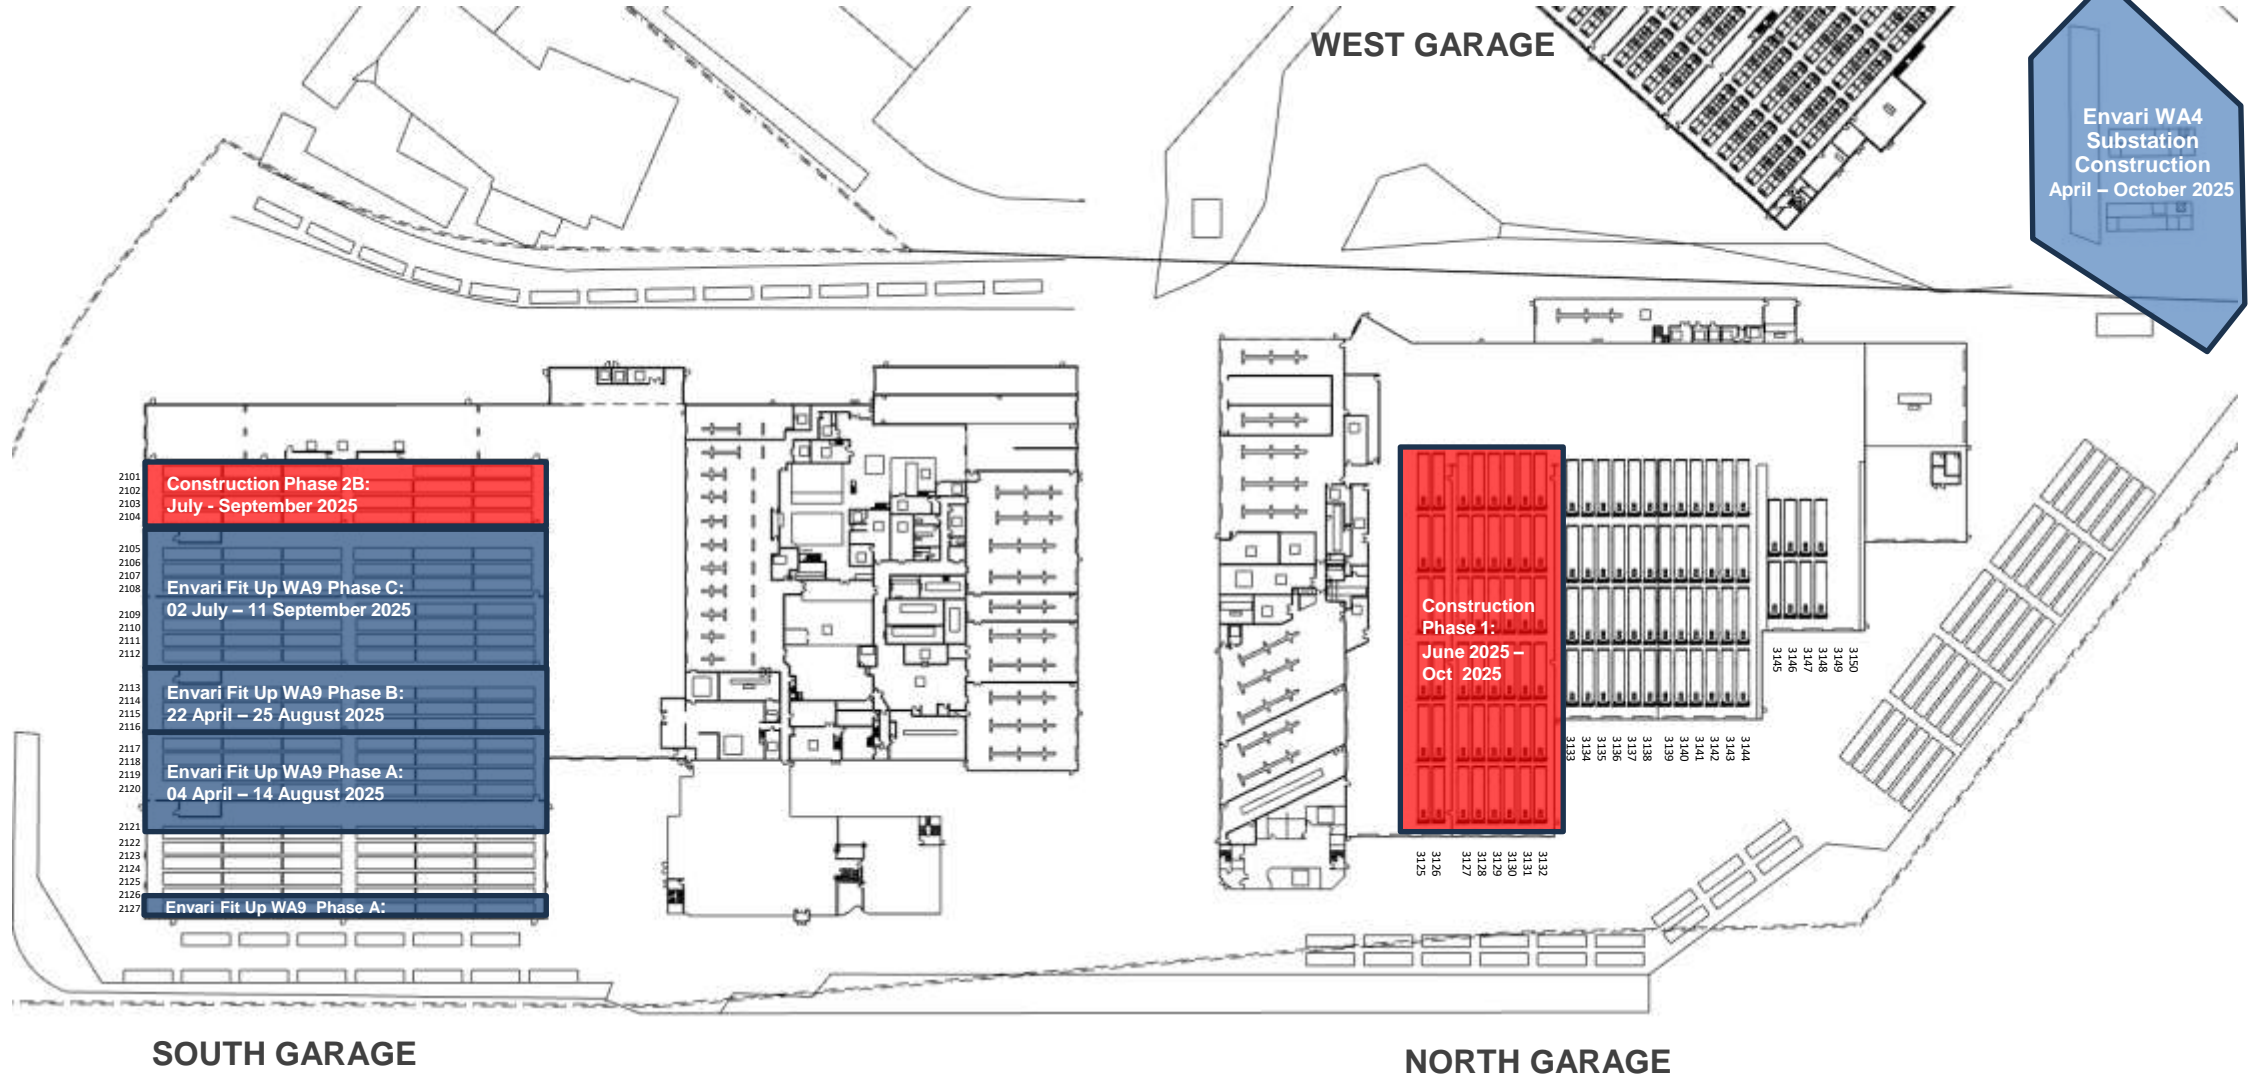 WEST GARAGE
Envari WA4
Substation
Construction
April – October 2025
2101
2102
2103
2104
Construction Phase 2B:
July - September 2025
2105
2106
2107
2108
2109
2110
2111
2112
Envari Fit Up WA9 Phase C:
02 July – 11 September 2025
2113
2114
2115
2116
Envari Fit Up WA9 Phase B:
22 April – 25 August 2025
2117
2118
2119
2120
Envari Fit Up WA9 Phase A:
04 April – 14 August 2025
2121
2122
2123
2124
2125
2126
2127
Envari Fit Up WA9 Phase A:
Construction
Phase 1:
June 2025 –
Oct 2025
3125
3126
3127
3128
3129
3130
3131
3132
3133
3134
3135
3136
3137
3138
3139
3140
3141
3142
3143
3144
3145
3146
3147
3148
3149
3150
SOUTH GARAGE
NORTH GARAGE